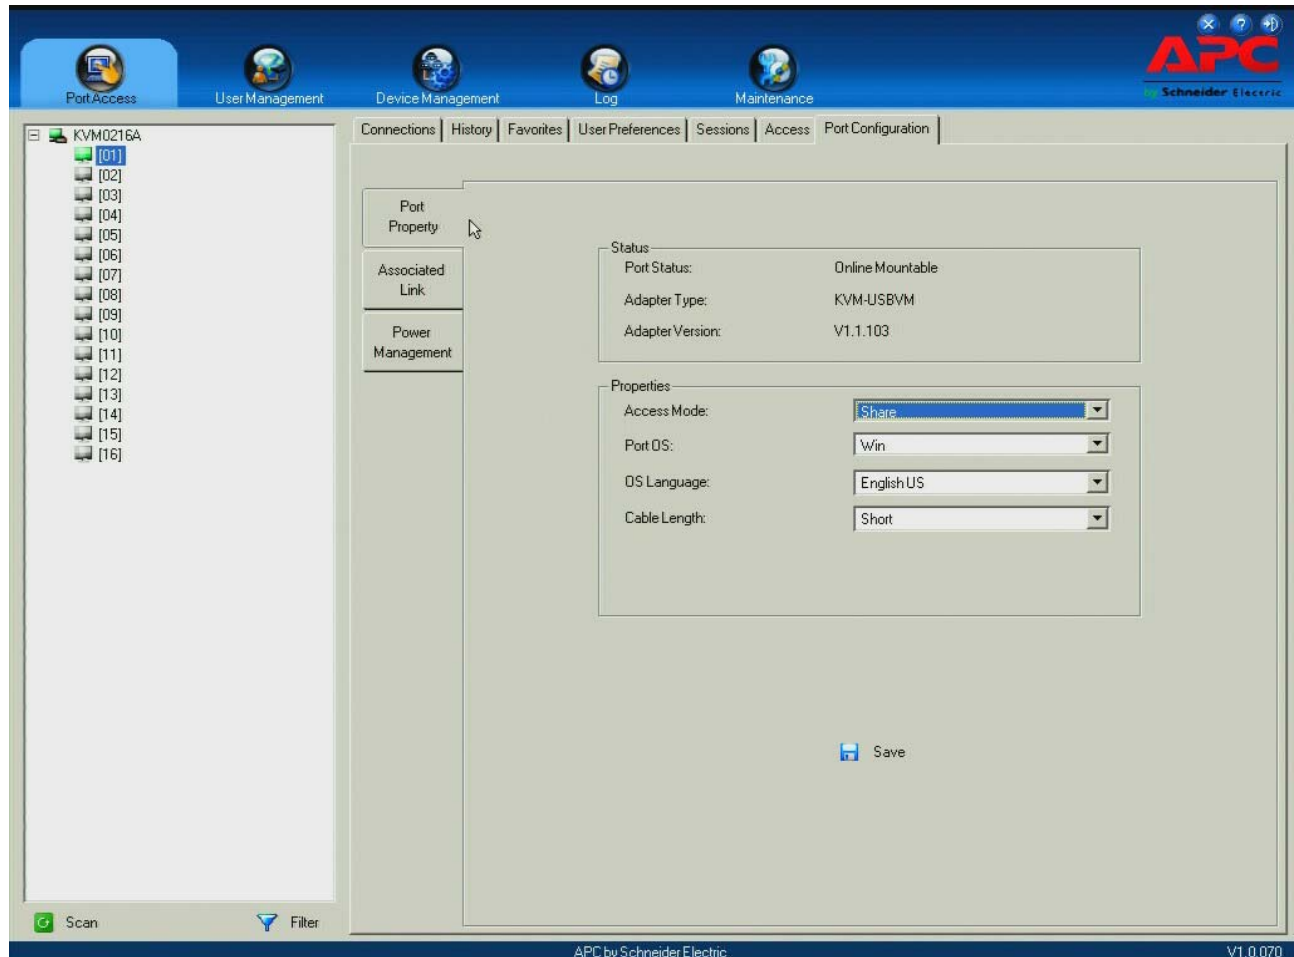 APC
by Schneider Electric
Port Access
User Management
Device Management
Log
Maintenance
KVM0216A
[01]
[02]
[03]
[04]
[05]
[06]
[07]
[08]
[09]
[10]
[11]
[12]
[13]
[14]
[15]
[16]
Scan
Filter
Connections
History
Favorites
User Preferences
Sessions
Access
Port Configuration
Port
Property
Associated
Link
Power
Management
Status
Port Status: Online Mountable
Adapter Type: KVM-USBVM
Adapter Version: V1.1.103
Properties
Access Mode: Share
Port OS: Win
OS Language: English US
Cable Length: Short
Save
APC by Schneider Electric
V1.0.070